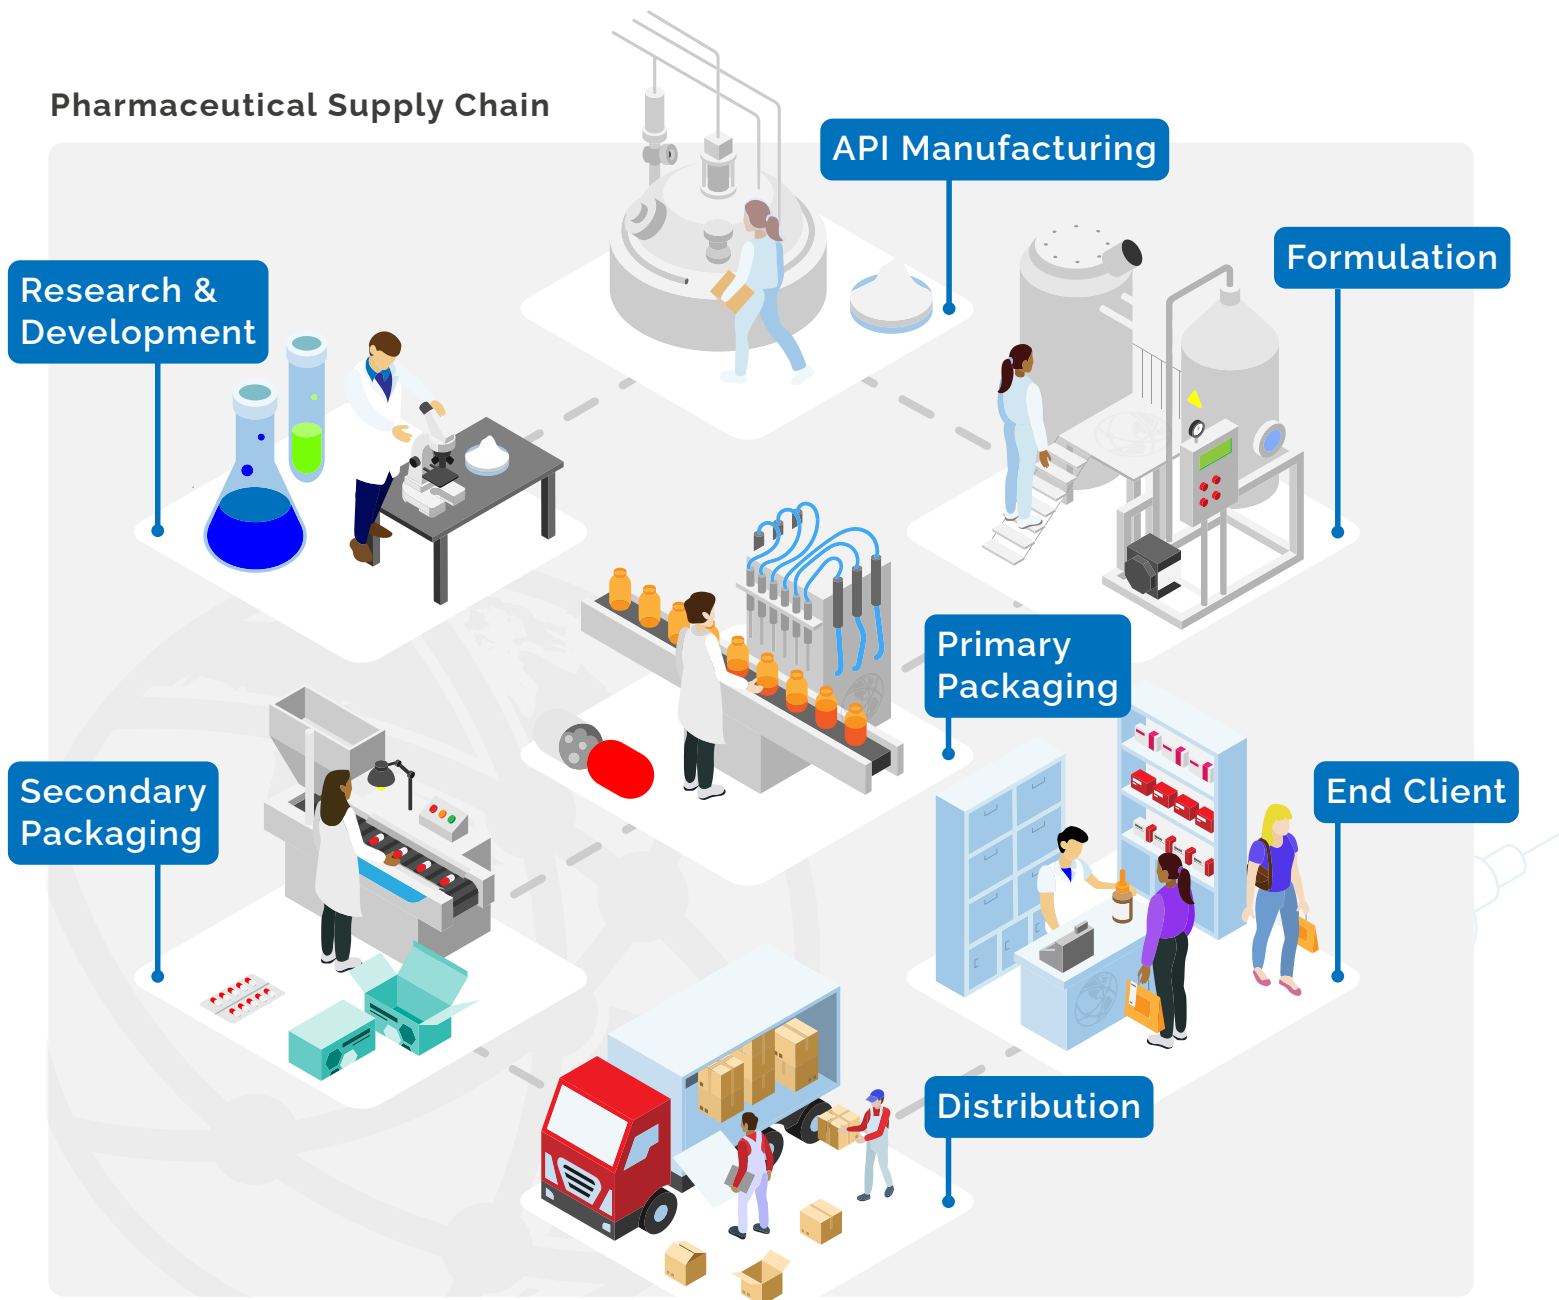 Pharmaceutical Supply Chain
API Manufacturing
Formulation
Research &
Development
Primary
Packaging
Secondary
Packaging
End Client
Distribution